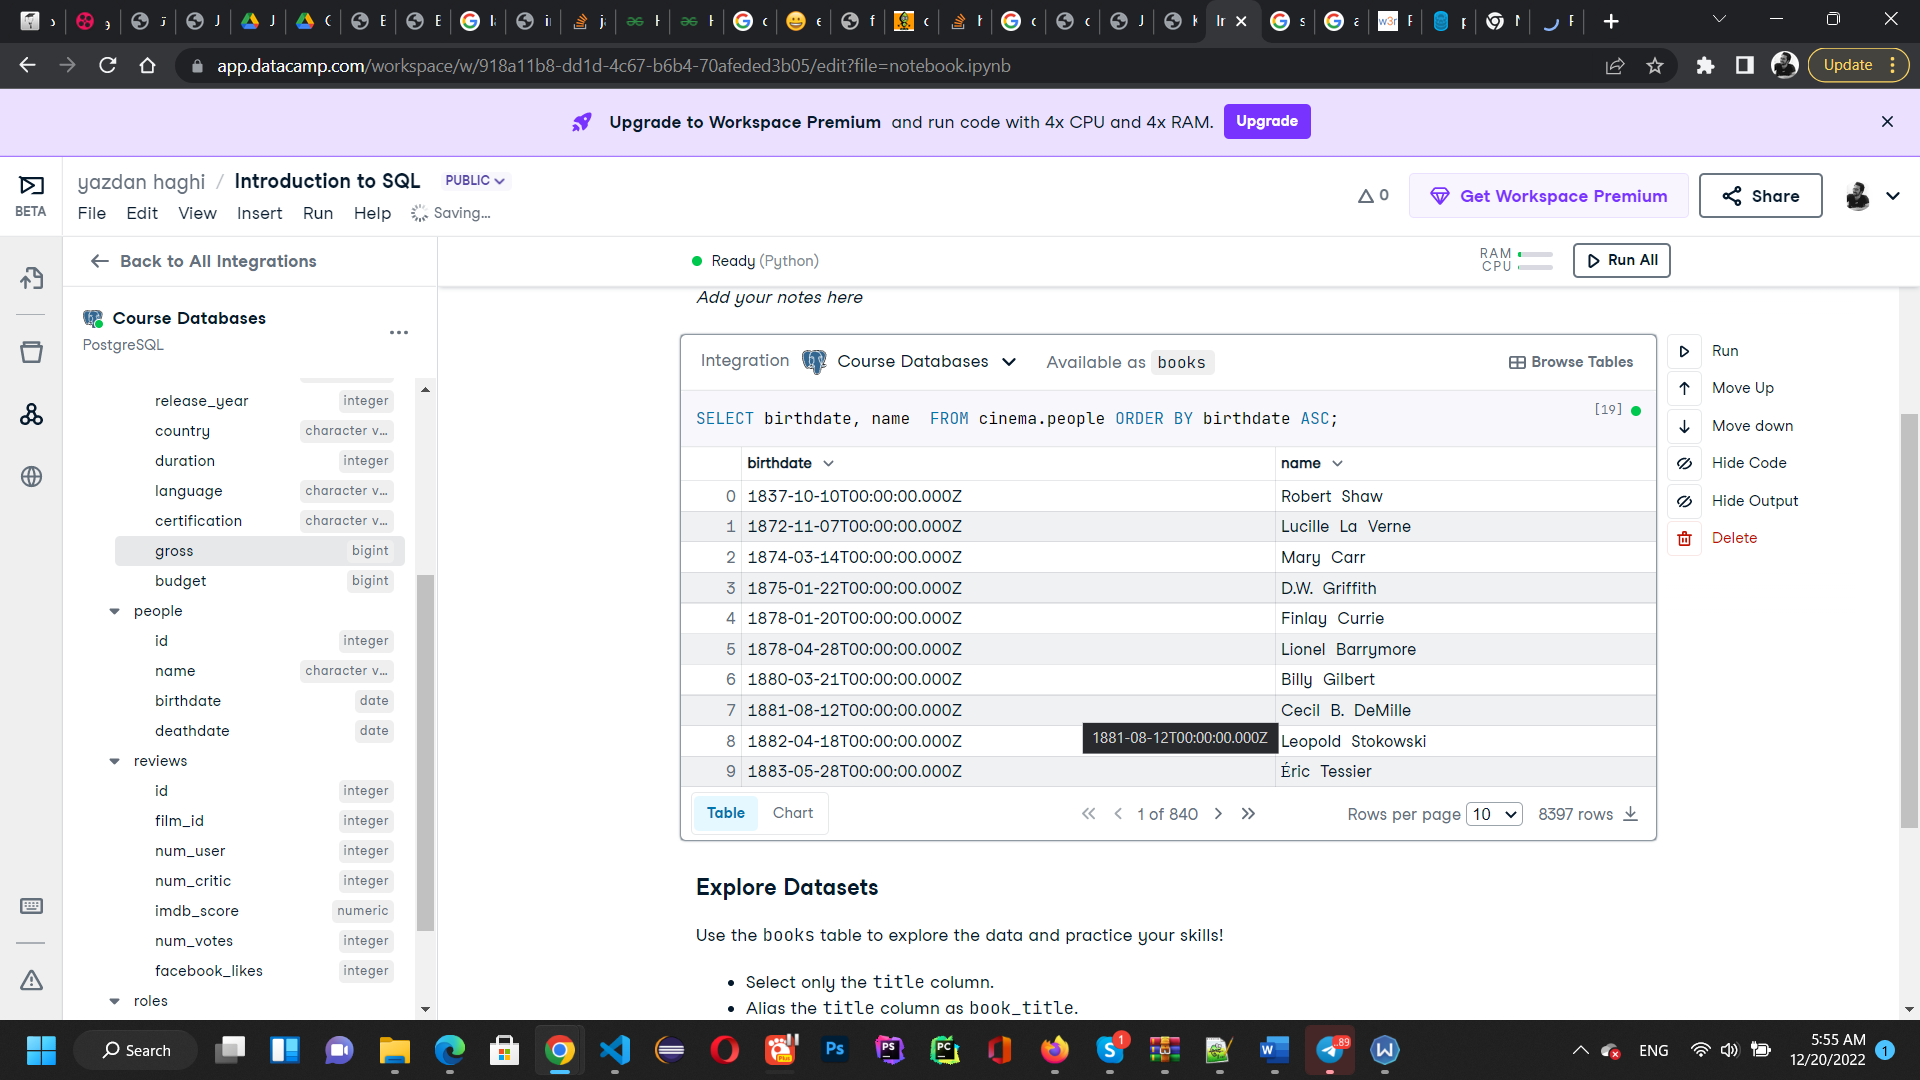 app.datacamp.com/workspace/w/918a11b8-dd1d-4c67-b6b4-70afeded3b05/edit?file=notebook.ipynb
Update
Upgrade to Workspace Premium and run code with 4x CPU and 4x RAM. Upgrade
BETA
yazdan haghi / Introduction to SQL PUBLIC
File Edit View Insert Run Help Saving...
0 Get Workspace Premium Share
Back to All Integrations
Ready (Python)
RAM
CPU
Run All
Course Databases
PostgreSQL
release_year integer
country character v...
duration integer
language character v...
certification character v...
gross bigint
budget bigint
people
id integer
name character v...
birthdate date
deathdate date
reviews
id integer
film_id integer
num_user integer
num_critic integer
imdb_score numeric
num_votes integer
facebook_likes integer
roles
Add your notes here
Integration Course Databases Available as books Browse Tables
SELECT birthdate, name FROM cinema.people ORDER BY birthdate ASC;
[19]
birthdate name
0 1837-10-10T00:00:00.000Z Robert Shaw
1 1872-11-07T00:00:00.000Z Lucille La Verne
2 1874-03-14T00:00:00.000Z Mary Carr
3 1875-01-22T00:00:00.000Z D.W. Griffith
4 1878-01-20T00:00:00.000Z Finlay Currie
5 1878-04-28T00:00:00.000Z Lionel Barrymore
6 1880-03-21T00:00:00.000Z Billy Gilbert
7 1881-08-12T00:00:00.000Z Cecil B. DeMille
8 1882-04-18T00:00:00.000Z Leopold Stokowski
1881-08-12T00:00:00.000Z
9 1883-05-28T00:00:00.000Z Éric Tessier
Table Chart
1 of 840
Rows per page 10 8397 rows
Run
Move Up
Move down
Hide Code
Hide Output
Delete
Explore Datasets
Use the books table to explore the data and practice your skills!
• Select only the title column.
• Alias the title column as book_title.
Search
ENG
5:55 AM
12/20/2022
1